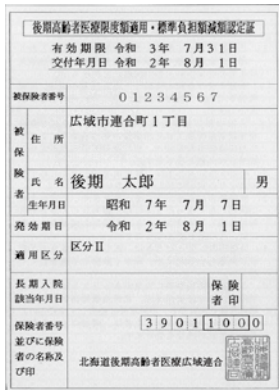 後期高齢者医療限度額適用・標準負担額減額認定証
有効期限 令和 3年 7月31日
交付年月日 令和 2年 8月 1日
被保険者番号 01234567
被保険者
住所 広域市連合町1丁目
氏名 後期 太郎 男
生年月日 昭和 7年 7月 7日
発効期日 令和 2年 8月 1日
適用区分 区分Ⅱ
長期入院該当年月日 保険者印
保険者番号並びに保険者の名称及び印 39011000
北海道後期高齢者医療広域連合